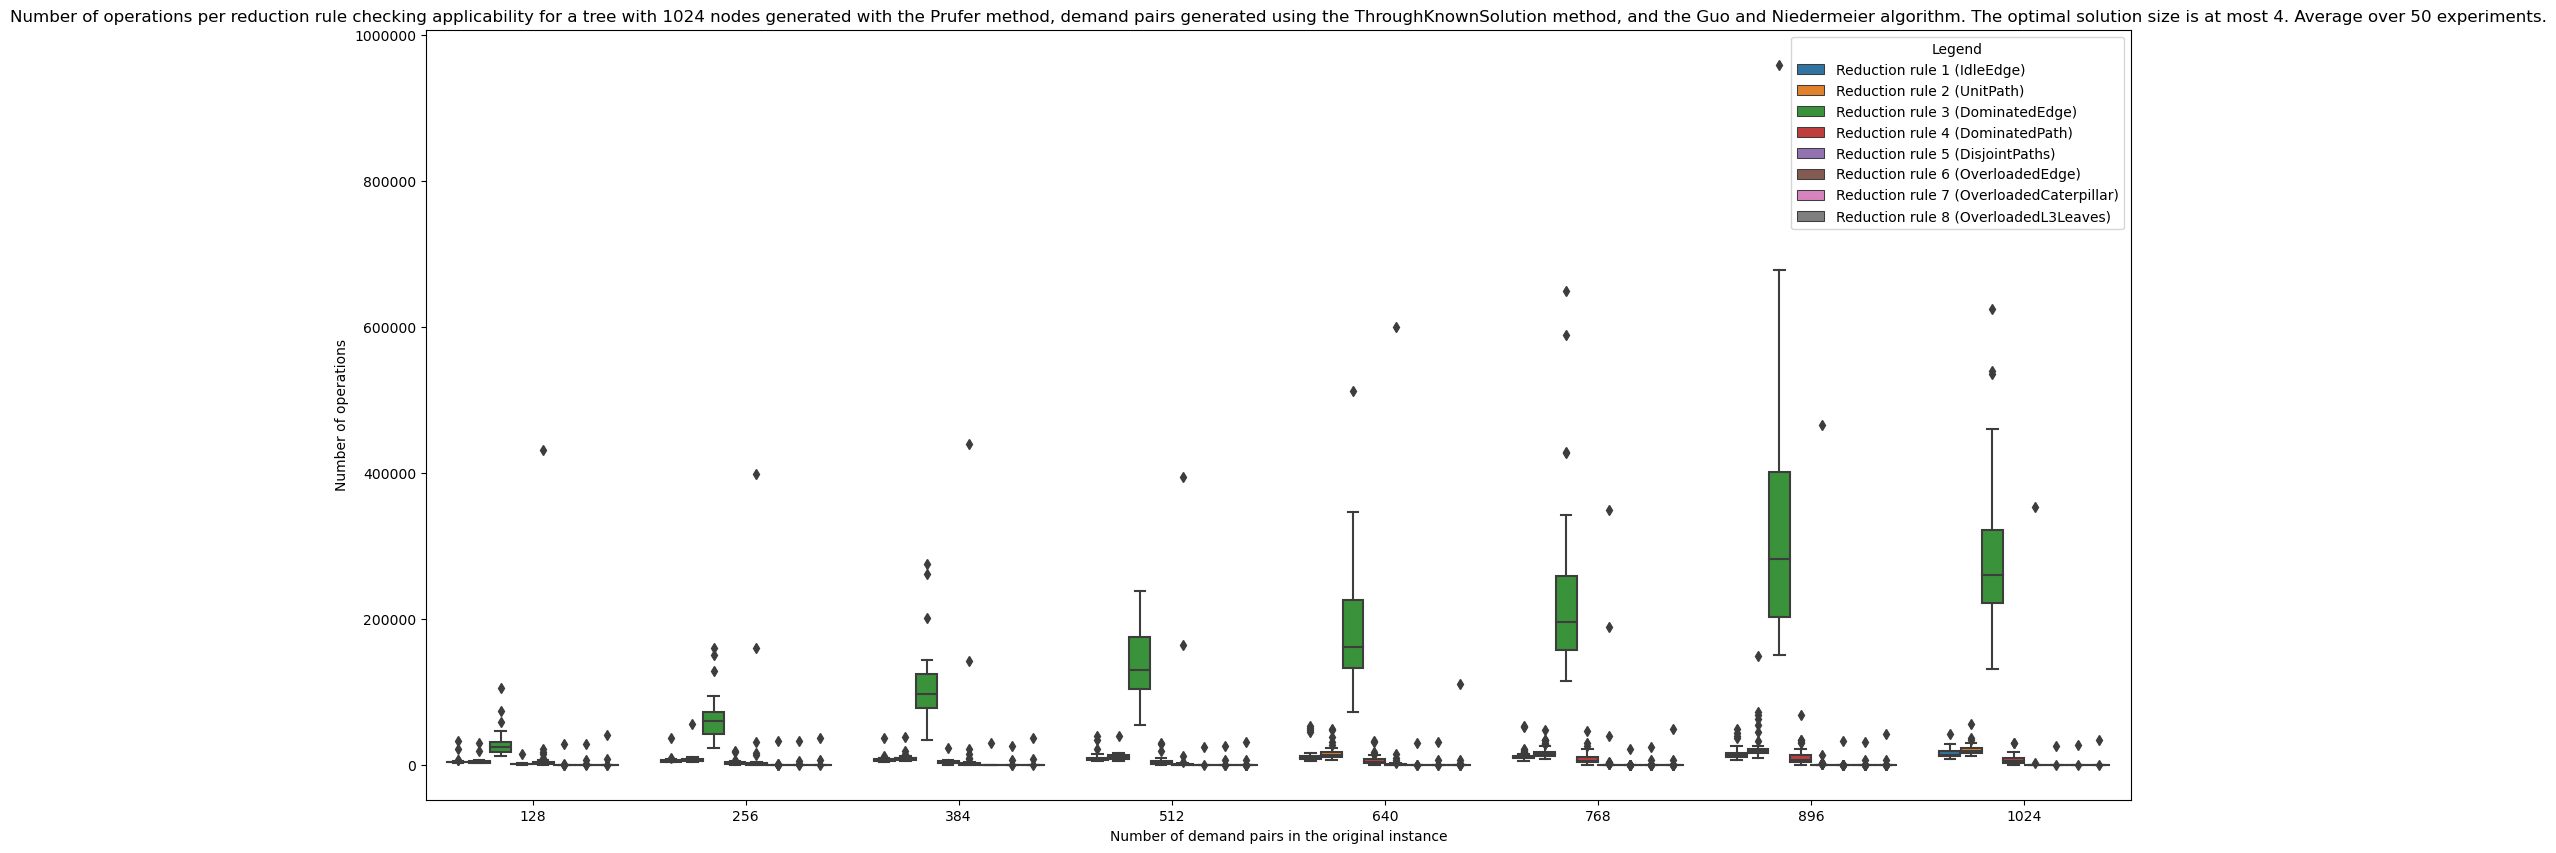 Number of operations per reduction rule checking applicability for a tree with 1024 nodes generated with the Prufer method, demand pairs generated using the ThroughKnownSolution method, and the Guo and Niedermeier algorithm. The optimal solution size is at most 4. Average over 50 experiments.
1000000
800000
600000
400000
200000
0
Number of operations
Legend
Reduction rule 1 (IdleEdge)
Reduction rule 2 (UnitPath)
Reduction rule 3 (DominatedEdge)
Reduction rule 4 (DominatedPath)
Reduction rule 5 (DisjointPaths)
Reduction rule 6 (OverloadedEdge)
Reduction rule 7 (OverloadedCaterpillar)
Reduction rule 8 (OverloadedL3Leaves)
128 256 384 512 640 768 896 1024
Number of demand pairs in the original instance